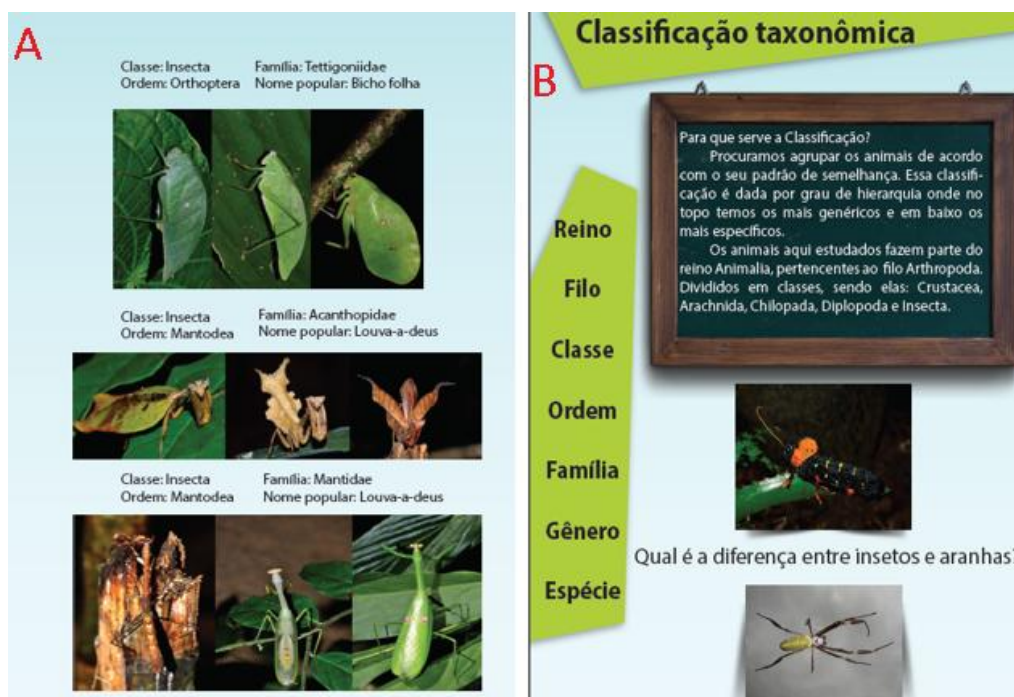 A
Classe: Insecta Família: Tettigoniidae
Ordem: Orthoptera Nome popular: Bicho folha
Classe: Insecta Família: Acanthopidae
Ordem: Mantodea Nome popular: Louva-a-deus
Classe: Insecta Família: Mantidae
Ordem: Mantodea Nome popular: Louva-a-deus
B
Classificação taxonômica
Para que serve a Classificação?
Procuramos agrupar os animais de acordo
com o seu padrão de semelhança. Essa classifi-
cação é dada por grau de hierarquia onde no
topo temos os mais genéricos e em baixo os
mais específicos.
Os animais aqui estudados fazem parte do
reino Animalia, pertencentes ao filo Arthropoda.
Divididos em classes, sendo elas: Crustacea,
Arachnida, Chilopada, Diplopoda e Insecta.
Reino
Filo
Classe
Ordem
Família
Gênero
Espécie
Qual é a diferença entre insetos e aranhas?